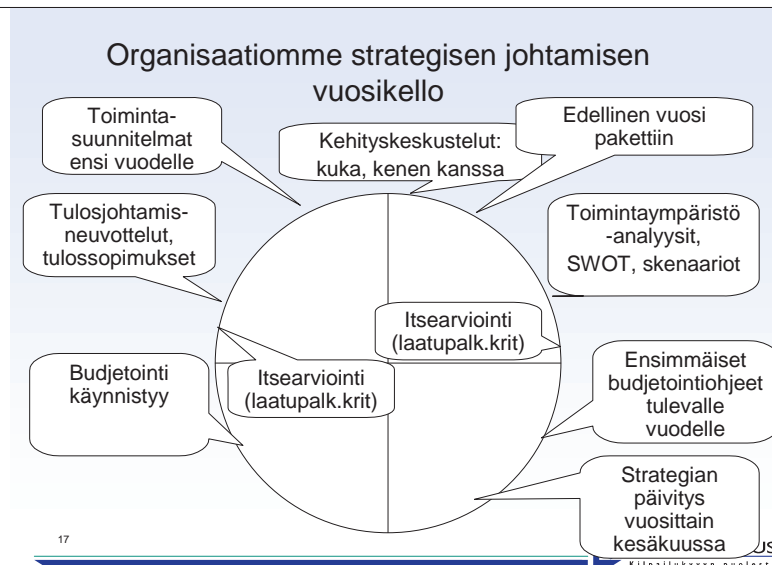 Organisaatiomme strategisen johtamisen
vuosikello
Toiminta-
suunnitelmat
ensi vuodelle
Kehityskeskustelut:
kuka, kenen kanssa
Edellinen vuosi
pakettiin
Tulosjohtamis-
neuvottelut,
tulossopimukset
Toimintaympäristö
-analyysit,
SWOT, skenaariot
Itsearviointi
(laatupalk.krit)
Budjetointi
käynnistyy
Itsearviointi
(laatupalk.krit)
Ensimmäiset
budjetointiohjeet
tulevalle
vuodelle
Strategian
päivitys
vuosittain
kesäkuussa
17